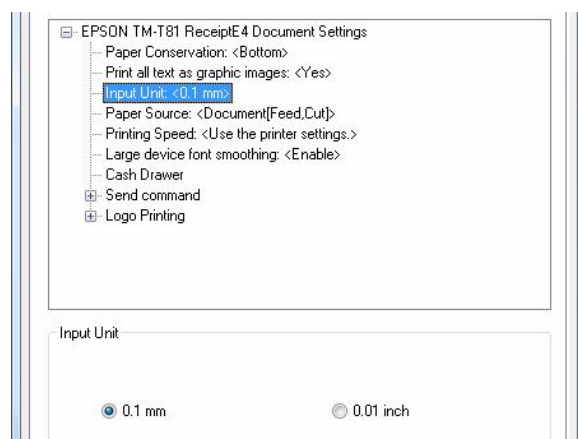 EPSON TM-T81 ReceiptE4 Document Settings
Paper Conservation: <Bottom>
Print all text as graphic images: <Yes>
Input Unit: <0.1 mm>
Paper Source: <Document[Feed,Cut]>
Printing Speed: <Use the printer settings.>
Large device font smoothing: <Enable>
Cash Drawer
Send command
Logo Printing
Input Unit
0.1 mm 0.01 inch